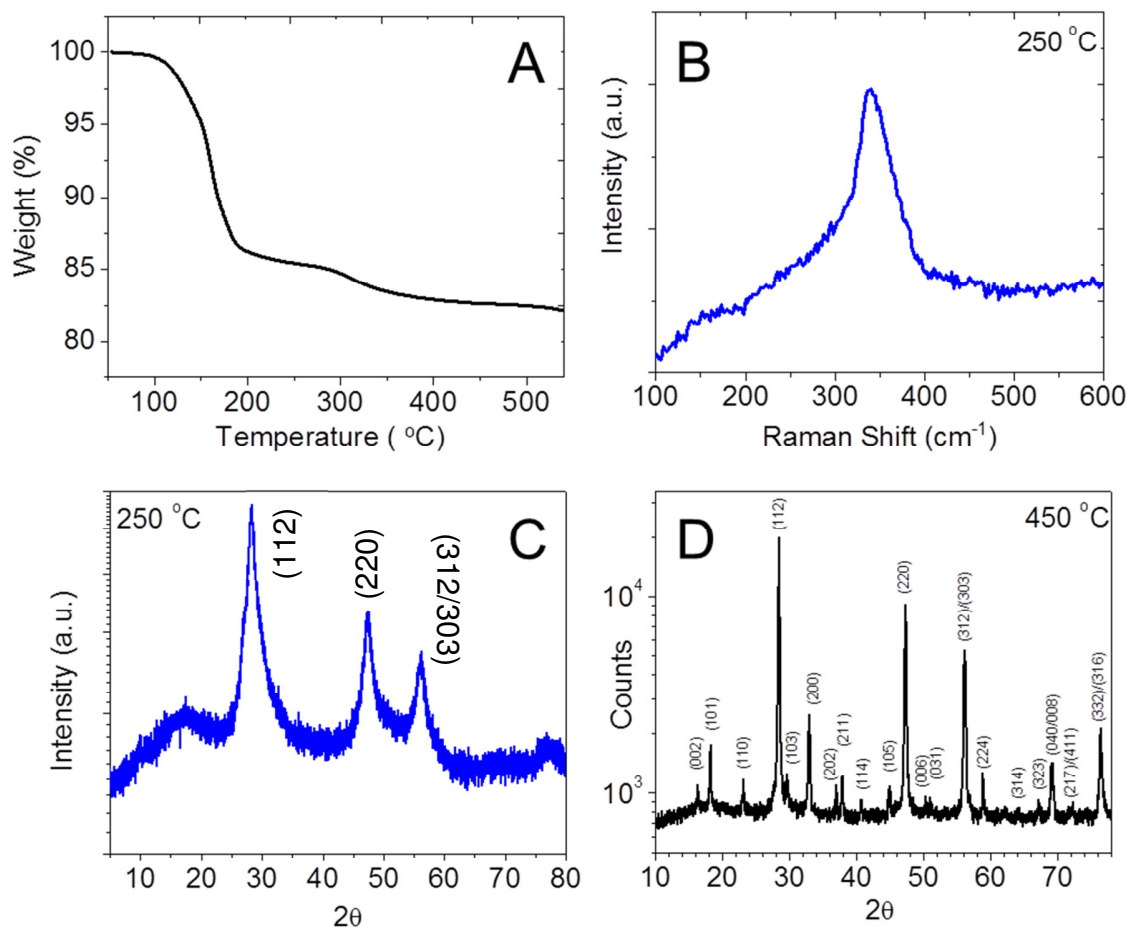 A
Weight (%)
100
95
90
85
80
100 200 300 400 500
Temperature ( °C)
B
250 °C
Intensity (a.u.)
100 200 300 400 500 600
Raman Shift (cm-1)
250 °C
C
(112)
(220)
(312/303)
Intensity (a.u.)
10 20 30 40 50 60 70 80
2θ
D
450 °C
Counts
10⁴
10³
(002)
(101)
(110)
(112)
(103)
(200)
(202)
(211)
(114)
(105)
(220)
(006)
(031)
(312)/(303)
(224)
(314)
(323)
(040/008)
(217)/(411)
(332)/(316)
10 20 30 40 50 60 70
2θ